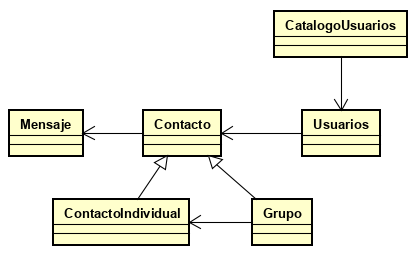 CatalogoUsuarios
Mensaje
Contacto
Usuarios
ContactoIndividual
Grupo